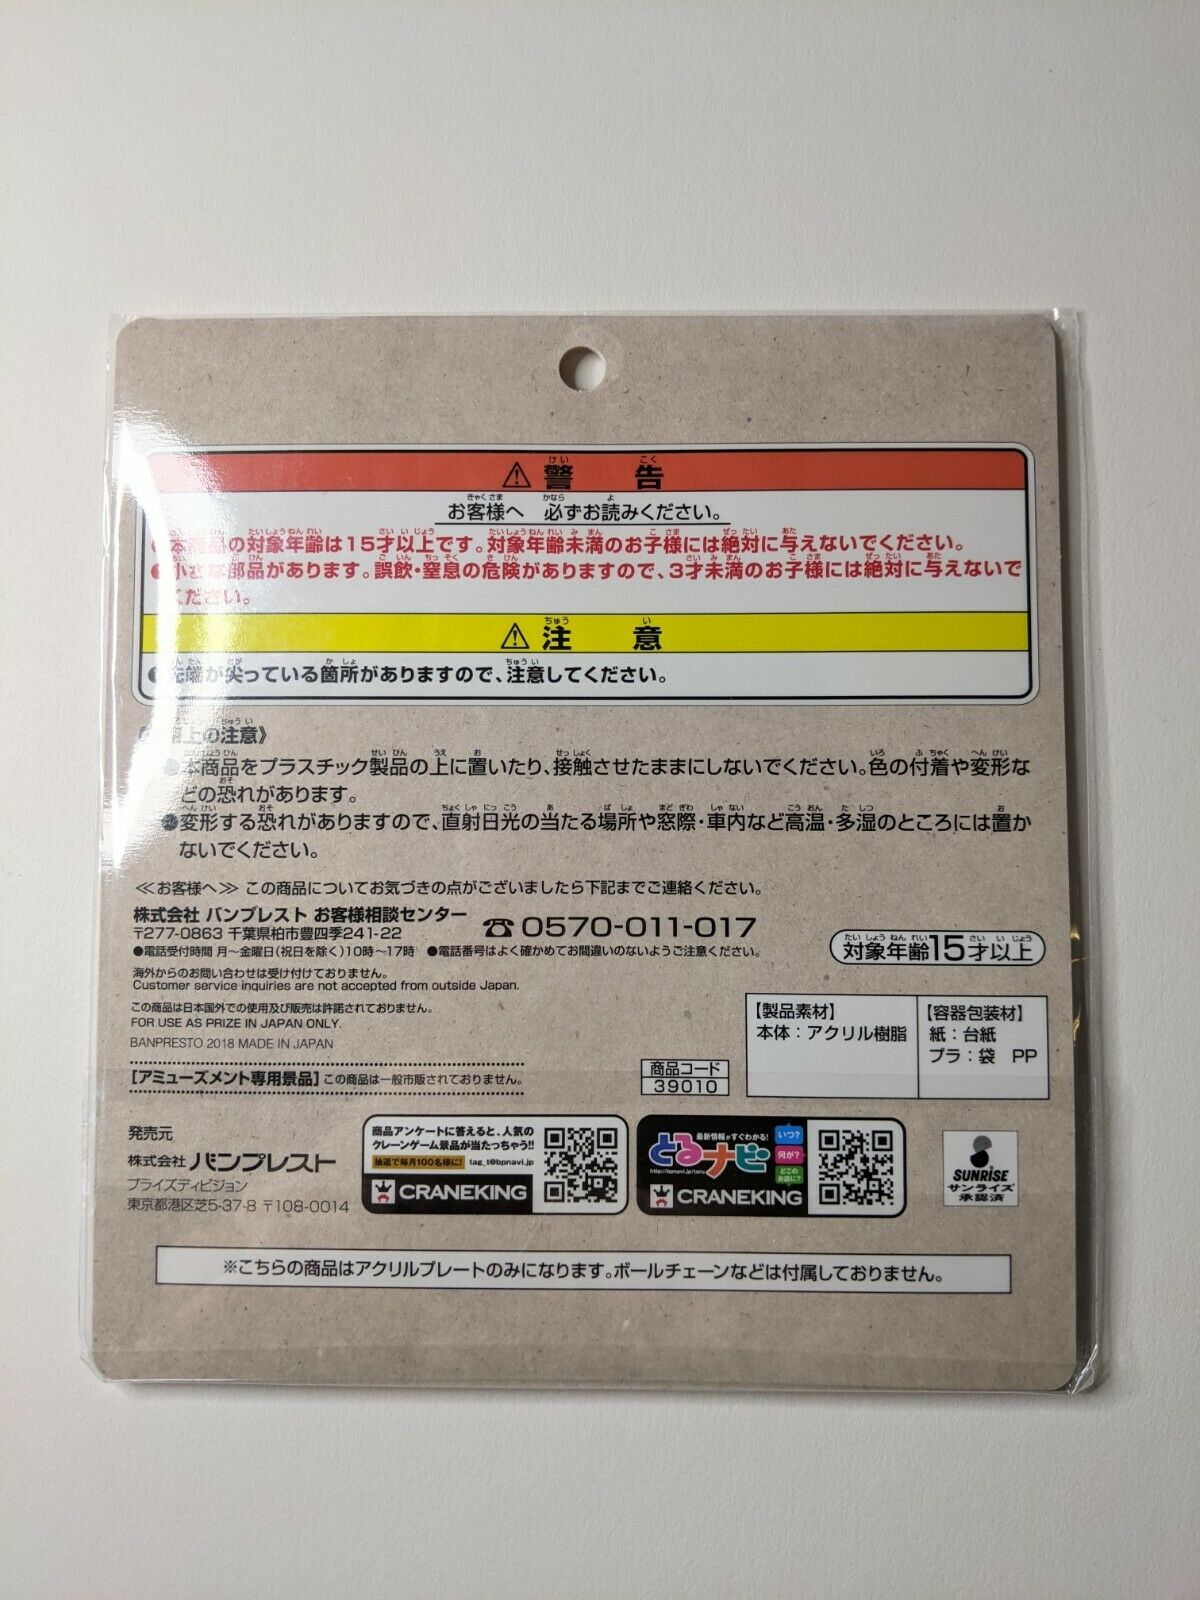 ⚠ 警告
お客様へ 必ずお読みください。
本商品の対象年齢は15才以上です。対象年齢未満のお子様には絶対に与えないでください。
●小さな部品があります。誤飲・窒息の危険がありますので、3才未満のお子様には絶対に与えないで
ください。
⚠ 注意
●先端が尖っている箇所がありますので、注意してください。
上の注意》
●本商品をプラスチック製品の上に置いたり、接触させたままにしないでください。色の付着や変形な
どの恐れがあります。
●変形する恐れがありますので、直射日光の当たる場所や窓際・車内など高温・多湿のところには置か
ないでください。
≪お客様へ≫ この商品についてお気づきの点がございましたら下記までご連絡ください。
株式会社 バンプレスト お客様相談センター
〒277-0863 千葉県柏市豊四季241-22
☎0570-011-017
●電話受付時間 月～金曜日(祝日を除く)10時～17時 ●電話番号はよく確かめてお間違いのないようご注意ください。
対象年齢15才以上
海外からのお問い合わせは受け付けておりません。
Customer service inquiries are not accepted from outside Japan.
この商品は日本国外での使用及び販売は許諾されておりません。
FOR USE AS PRIZE IN JAPAN ONLY.
BANPRESTO 2018 MADE IN JAPAN
【製品素材】
本体：アクリル樹脂
【容器包装材】
紙：台紙
プラ：袋 PP
[アミューズメント専用景品] この商品は一般市販されておりません。
商品コード
39010
発売元
株式会社 バンプレスト
プライズディビジョン
東京都港区芝5-37-8 〒108-0014
商品アンケートに答えると、人気の
クレーンゲーム景品が当たっちゃう!!
抽選で毎月100名様に! tag_t@bpnavi.jp
CRANEKING
最新情報がすぐわかる!
とるナビ
http://bpnavi.jp/toru
いつ?
何が?
どこの
お店に?
CRANEKING
SUNRISE
サンライズ
承認済
※こちらの商品はアクリルプレートのみになります。ボールチェーンなどは付属しておりません。